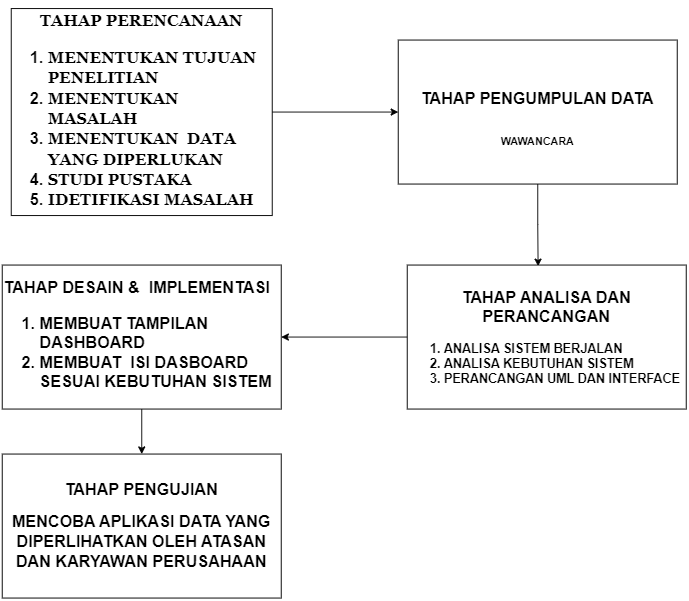 TAHAP PERENCANAAN
1. MENENTUKAN TUJUAN
PENELITIAN
2. MENENTUKAN
MASALAH
3. MENENTUKAN DATA
YANG DIPERLUKAN
4. STUDI PUSTAKA
5. IDETIFIKASI MASALAH
TAHAP PENGUMPULAN DATA
WAWANCARA
TAHAP ANALISA DAN
PERANCANGAN
1. ANALISA SISTEM BERJALAN
2. ANALISA KEBUTUHAN SISTEM
3. PERANCANGAN UML DAN INTERFACE
TAHAP DESAIN & IMPLEMENTASI
1. MEMBUAT TAMPILAN
DASHBOARD
2. MEMBUAT ISI DASBOARD
SESUAI KEBUTUHAN SISTEM
TAHAP PENGUJIAN
MENCOBA APLIKASI DATA YANG
DIPERLIHATKAN OLEH ATASAN
DAN KARYAWAN PERUSAHAAN